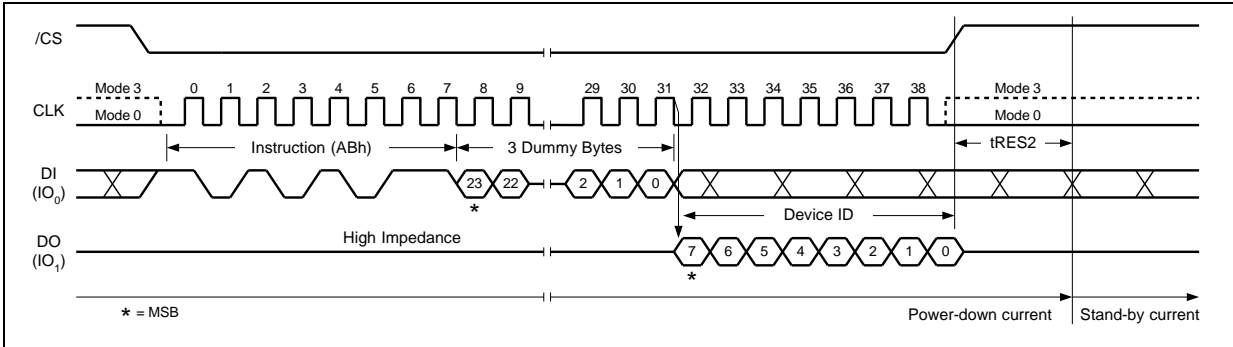 /CS
Mode 3 0 1 2 3 4 5 6 7 8 9 29 30 31 32 33 34 35 36 37 38 Mode 3
CLK
Mode 0 Mode 0
Instruction (ABh) 3 Dummy Bytes tRES2
DI
(IO0)
23 22 2 1 0
*
Device ID
High Impedance
DO
(IO1)
7 6 5 4 3 2 1 0
*
* = MSB
Power-down current Stand-by current